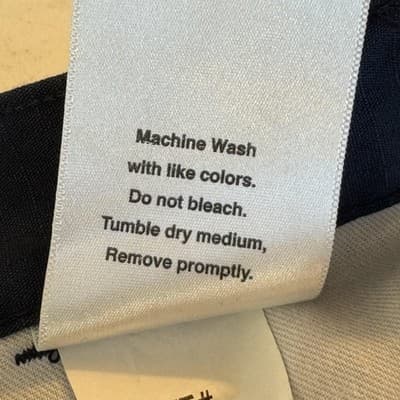 Machine Wash
with like colors.
Do not bleach.
Tumble dry medium,
Remove promptly.